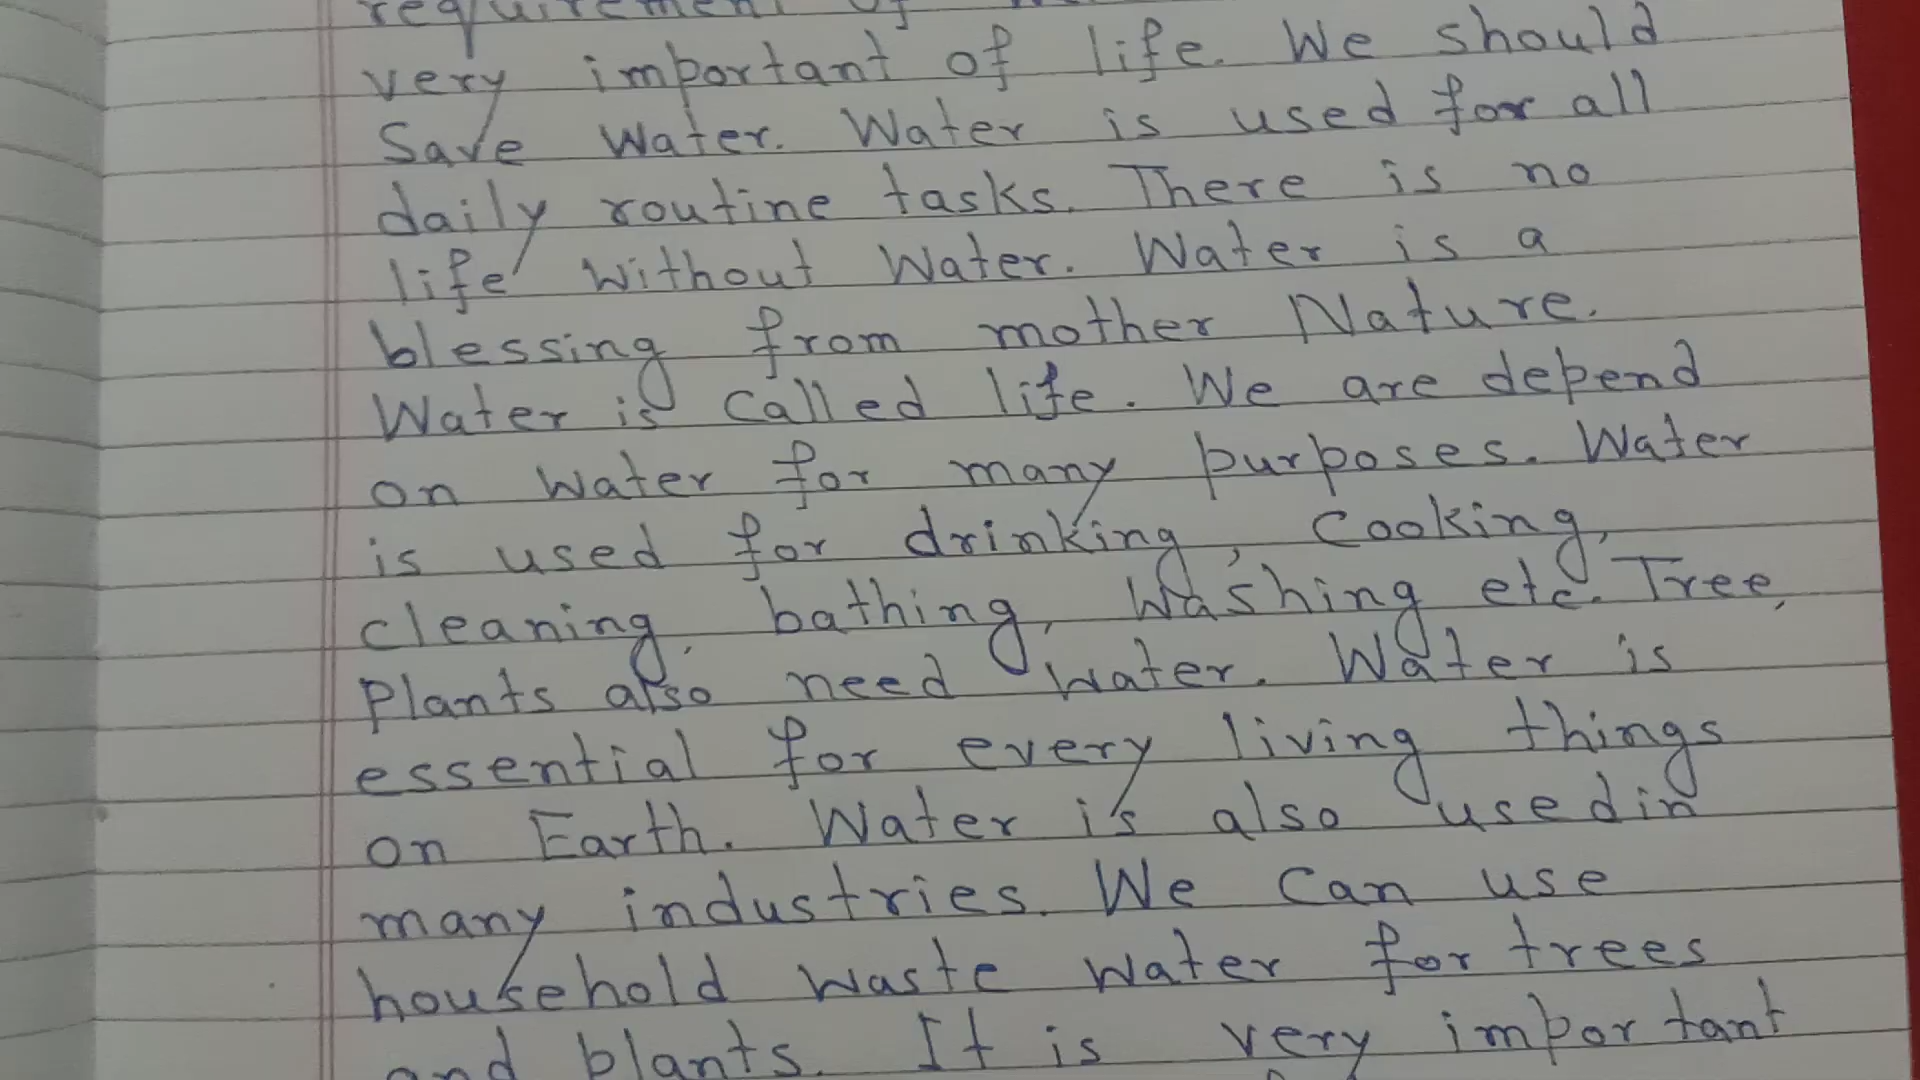 requirement of
very important of life. We should
Save Water. Water is used for all
daily routine tasks. There is no
life Without Water. Water is a
blessing from mother Nature.
Water is Called life. We are depend
on Water for many purposes. Water
is used for drinking, Cooking,
cleaning, bathing, Washing etc. Tree,
Plants also need Water. Water is
essential for every living things
on Earth. Water is also used in
many industries. We Can use
household Waste Water for trees
and plants. It is very important